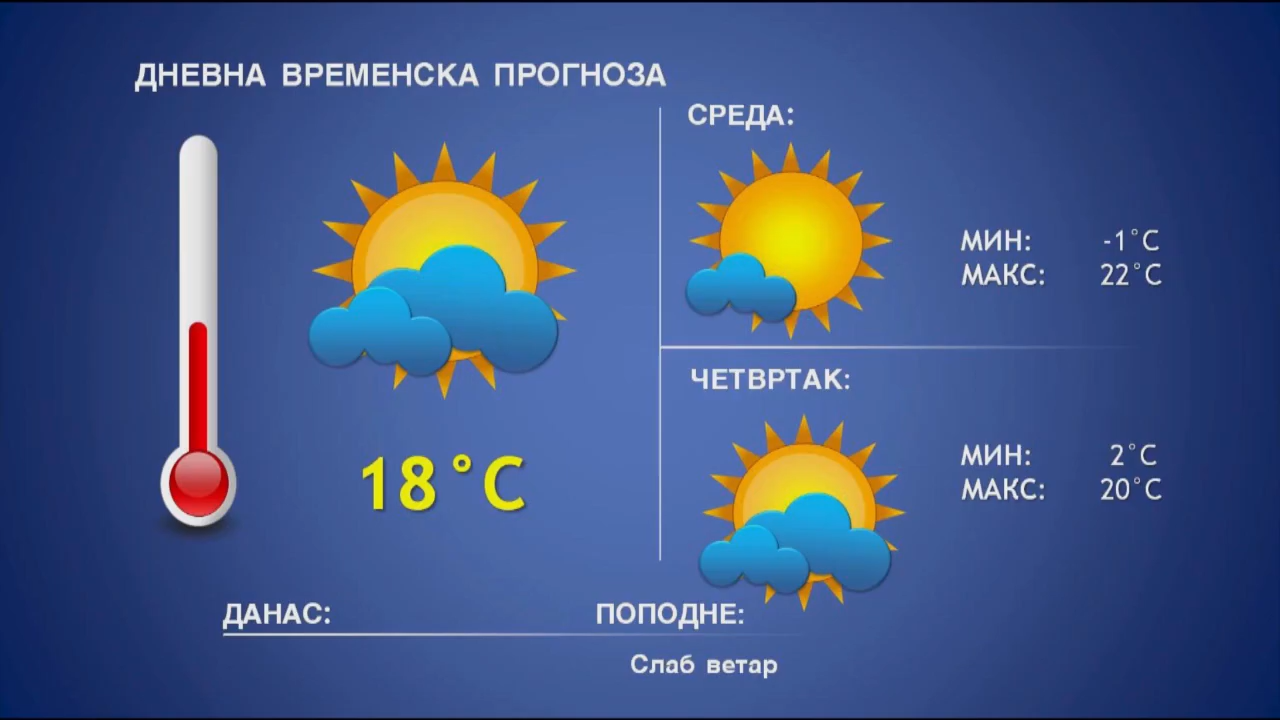 ДНЕВНА ВРЕМЕНСКА ПРОГНОЗА
18°C
СРЕДА:
МИН: -1°C
МАКС: 22°C
ЧЕТВРТАК:
МИН: 2°C
МАКС: 20°C
ДАНАС: ПОПОДНЕ:
Слаб ветар